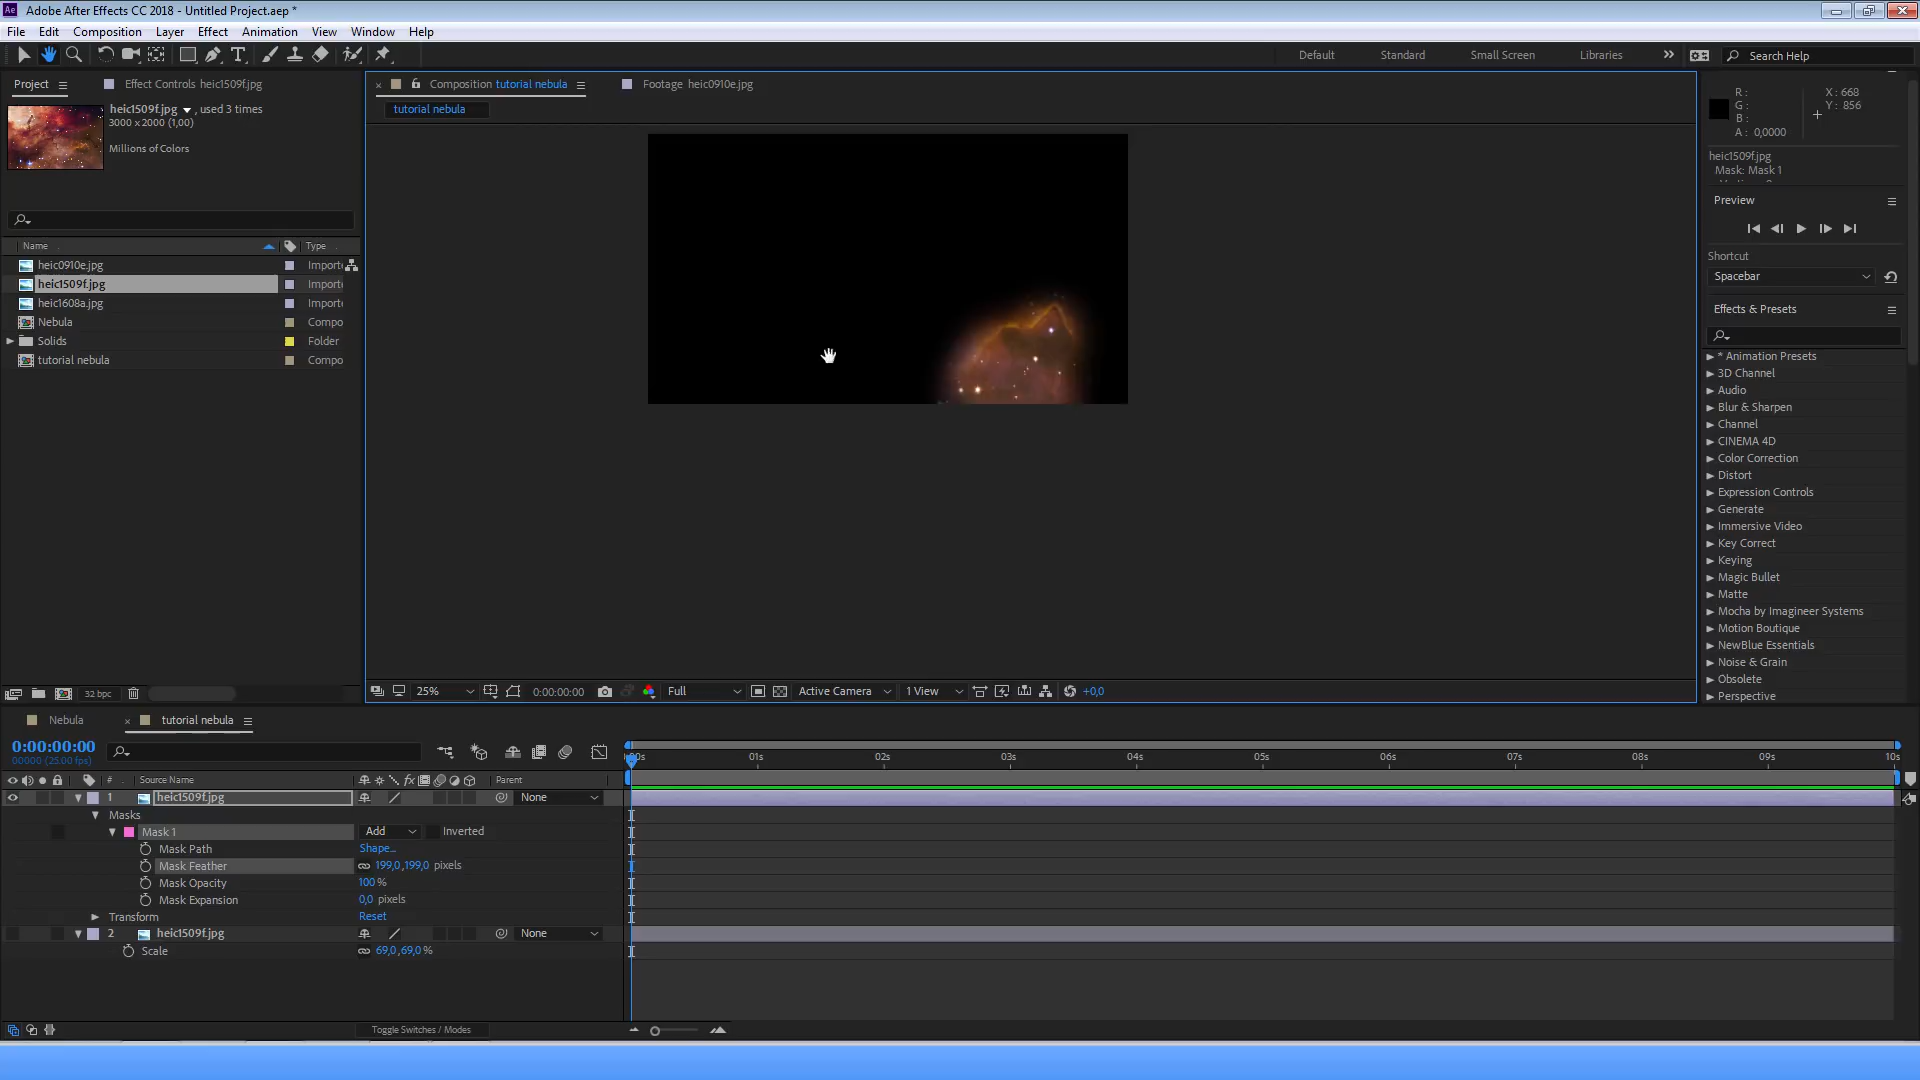 Adobe After Effects CC 2018 - Untitled Project.aep *
File Edit Composition Layer Effect Animation View Window Help
Default Standard Small Screen Libraries Search Help
Project Effect Controls heic1509f.jpg
Composition tutorial nebula Footage heic0910e.jpg
tutorial nebula
heic1509f.jpg , used 3 times
3000 x 2000 (1,00)
Millions of Colors
Name Type
heic0910e.jpg Import
heic1509f.jpg Import
heic1608a.jpg Import
Nebula Compo
Solids Folder
tutorial nebula Compo
32 bpc
25% 0:00:00:00 Full Active Camera 1 View +0,0
R : X : 668
G : Y : 856
B :
A : 0,0000
heic1509f.jpg
Mask: Mask 1
Preview
Shortcut
Spacebar
Effects & Presets
* Animation Presets
3D Channel
Audio
Blur & Sharpen
Channel
CINEMA 4D
Color Correction
Distort
Expression Controls
Generate
Immersive Video
Key Correct
Keying
Magic Bullet
Matte
Mocha by Imagineer Systems
Motion Boutique
NewBlue Essentials
Noise & Grain
Obsolete
Perspective
Nebula tutorial nebula
0:00:00:00
00000 (25.00 fps)
# Source Name Parent
:00s 01s 02s 03s 04s 05s 06s 07s 08s 09s 10s
1 heic1509f.jpg None
Masks
Mask 1 Add Inverted
Mask Path Shape...
Mask Feather 199,0,199,0 pixels
Mask Opacity 100 %
Mask Expansion 0,0 pixels
Transform Reset
2 heic1509f.jpg None
Scale 69,0,69,0 %
Toggle Switches / Modes